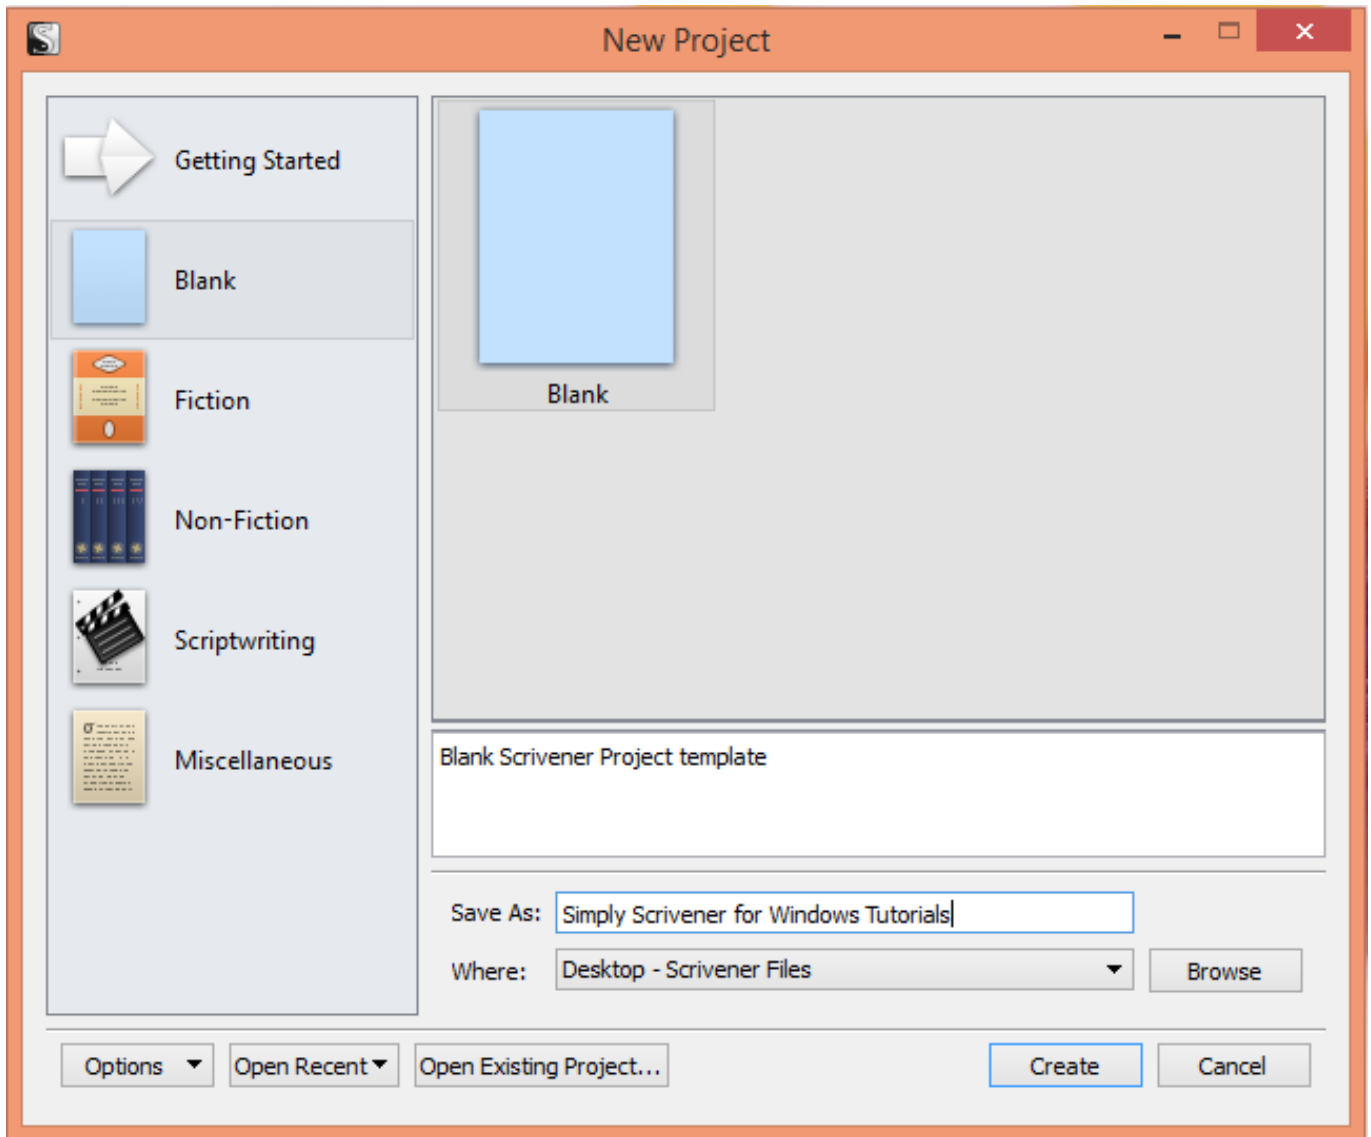 New Project
Getting Started
Blank
Fiction
Non-Fiction
Scriptwriting
Miscellaneous
Blank
Blank Scrivener Project template
Save As: Simply Scrivener for Windows Tutorials
Where: Desktop - Scrivener Files Browse
Options Open Recent Open Existing Project... Create Cancel